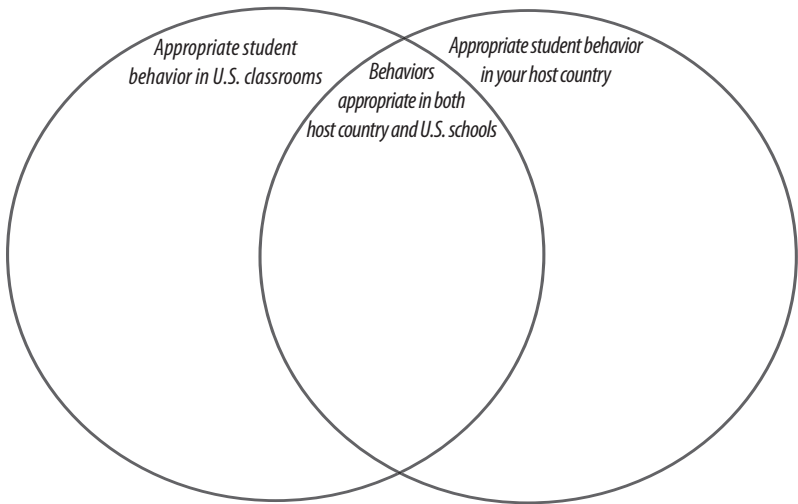 Appropriate student
behavior in U.S. classrooms
Behaviors
appropriate in both
host country and U.S. schools
Appropriate student behavior
in your host country